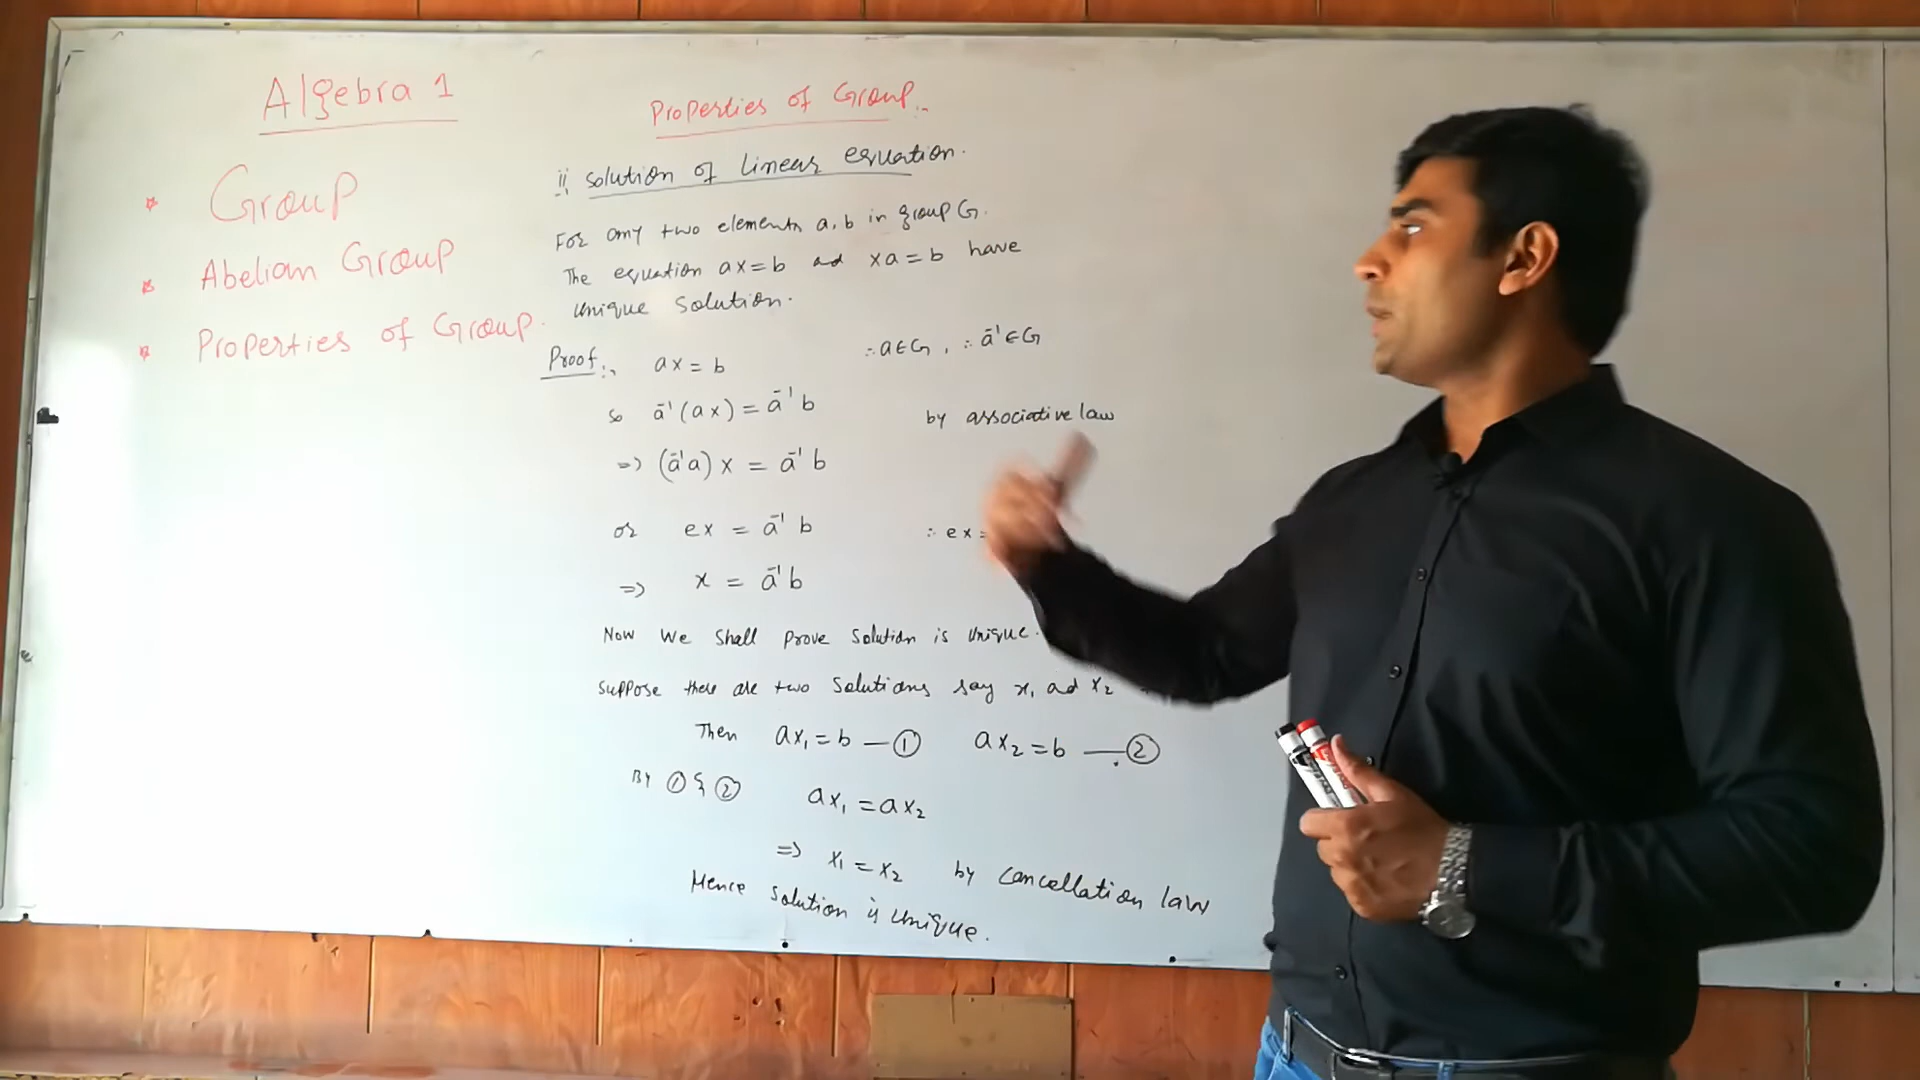 Algebra 1
* Group
* Abelian Group
* Properties of Group.
Properties of Group:-
ii, solution of linear equation.
For any two elements a, b in group G.
The equation ax = b ad xa = b have
unique solution.
Proof:- ax = b ∵ a∈G, ∴ a⁻¹∈G
so a⁻¹(ax) = a⁻¹b
by associative law
=> (a⁻¹a)x = a⁻¹b
or ex = a⁻¹b ∵ ex =
=> x = a⁻¹b
Now We shall prove solution is unique.
Suppose there are two solutions say x₁ ad x₂
Then ax₁ = b — ① ax₂ = b — ②
By ① & ② ax₁ = ax₂
=> x₁ = x₂ by cancellation law
Hence solution is unique.